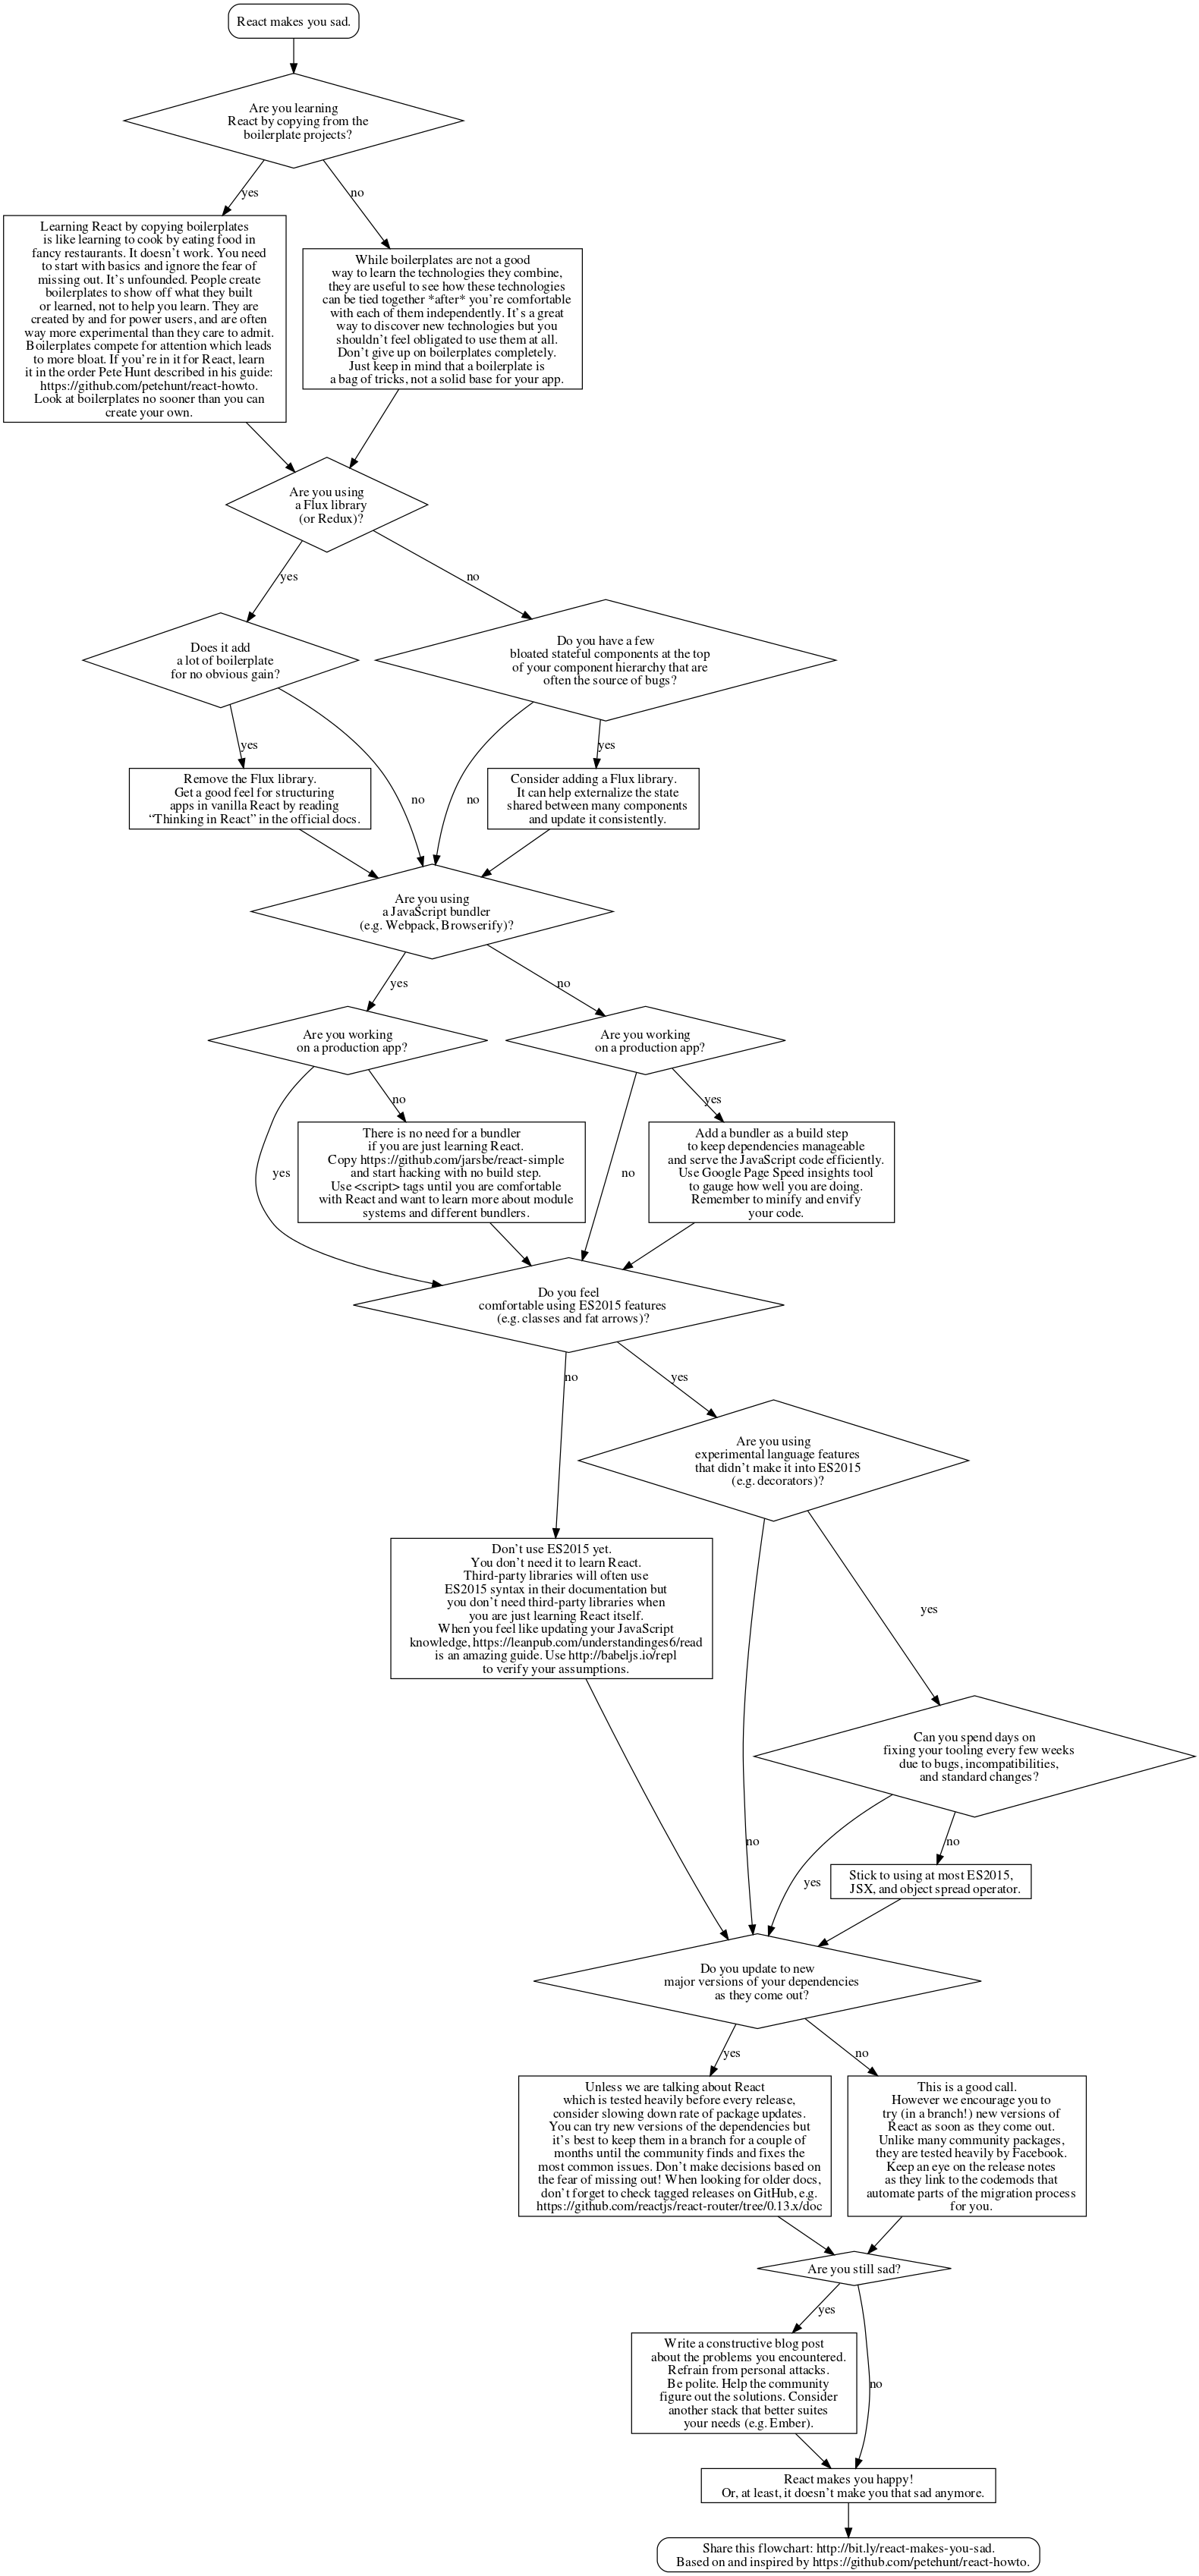 React makes you sad.
Are you learning
React by copying from the
boilerplate projects?
yes
no
Learning React by copying boilerplates
is like learning to cook by eating food in
fancy restaurants. It doesn’t work. You need
to start with basics and ignore the fear of
missing out. It’s unfounded. People create
boilerplates to show off what they built
or learned, not to help you learn. They are
created by and for power users, and are often
way more experimental than they care to admit.
Boilerplates compete for attention which leads
to more bloat. If you’re in it for React, learn
it in the order Pete Hunt described in his guide:
https://github.com/petehunt/react-howto.
Look at boilerplates no sooner than you can
create your own.
While boilerplates are not a good
way to learn the technologies they combine,
they are useful to see how these technologies
can be tied together *after* you’re comfortable
with each of them independently. It’s a great
way to discover new technologies but you
shouldn’t feel obligated to use them at all.
Don’t give up on boilerplates completely.
Just keep in mind that a boilerplate is
a bag of tricks, not a solid base for your app.
Are you using
a Flux library
(or Redux)?
yes
no
Does it add
a lot of boilerplate
for no obvious gain?
Do you have a few
bloated stateful components at the top
of your component hierarchy that are
often the source of bugs?
yes
no
no
yes
Remove the Flux library.
Get a good feel for structuring
apps in vanilla React by reading
“Thinking in React” in the official docs.
Consider adding a Flux library.
It can help externalize the state
shared between many components
and update it consistently.
Are you using
a JavaScript bundler
(e.g. Webpack, Browserify)?
yes
no
Are you working
on a production app?
Are you working
on a production app?
yes
no
no
yes
There is no need for a bundler
if you are just learning React.
Copy https://github.com/jarsbe/react-simple
and start hacking with no build step.
Use <script> tags until you are comfortable
with React and want to learn more about module
systems and different bundlers.
Add a bundler as a build step
to keep dependencies manageable
and serve the JavaScript code efficiently.
Use Google Page Speed insights tool
to gauge how well you are doing.
Remember to minify and envify
your code.
Do you feel
comfortable using ES2015 features
(e.g. classes and fat arrows)?
no
yes
Are you using
experimental language features
that didn’t make it into ES2015
(e.g. decorators)?
Don’t use ES2015 yet.
You don’t need it to learn React.
Third-party libraries will often use
ES2015 syntax in their documentation but
you don’t need third-party libraries when
you are just learning React itself.
When you feel like updating your JavaScript
knowledge, https://leanpub.com/understandinges6/read
is an amazing guide. Use http://babeljs.io/repl
to verify your assumptions.
yes
Can you spend days on
fixing your tooling every few weeks
due to bugs, incompatibilities,
and standard changes?
no
yes
no
Stick to using at most ES2015,
JSX, and object spread operator.
Do you update to new
major versions of your dependencies
as they come out?
yes
no
Unless we are talking about React
which is tested heavily before every release,
consider slowing down rate of package updates.
You can try new versions of the dependencies but
it’s best to keep them in a branch for a couple of
months until the community finds and fixes the
most common issues. Don’t make decisions based on
the fear of missing out! When looking for older docs,
don’t forget to check tagged releases on GitHub, e.g.
https://github.com/reactjs/react-router/tree/0.13.x/doc
This is a good call.
However we encourage you to
try (in a branch!) new versions of
React as soon as they come out.
Unlike many community packages,
they are tested heavily by Facebook.
Keep an eye on the release notes
as they link to the codemods that
automate parts of the migration process
for you.
Are you still sad?
yes
no
Write a constructive blog post
about the problems you encountered.
Refrain from personal attacks.
Be polite. Help the community
figure out the solutions. Consider
another stack that better suites
your needs (e.g. Ember).
React makes you happy!
Or, at least, it doesn’t make you that sad anymore.
Share this flowchart: http://bit.ly/react-makes-you-sad.
Based on and inspired by https://github.com/petehunt/react-howto.